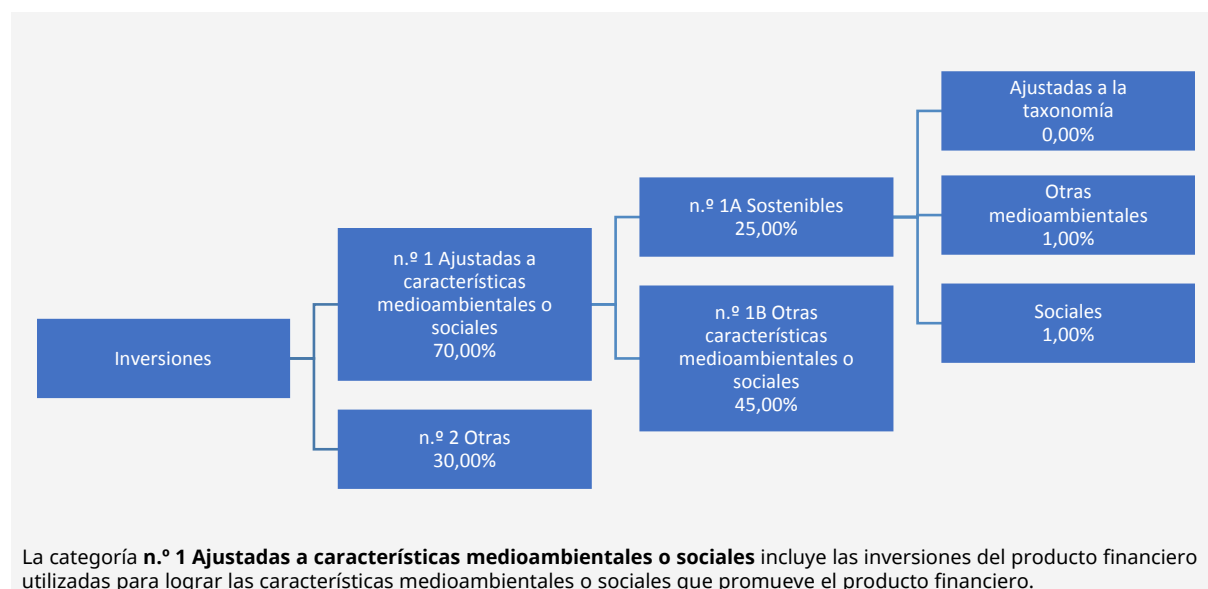 Inversiones
n.º 1 Ajustadas a
características
medioambientales o
sociales
70,00%
n.º 2 Otras
30,00%
n.º 1A Sostenibles
25,00%
n.º 1B Otras
características
medioambientales o
sociales
45,00%
Ajustadas a la
taxonomía
0,00%
Otras
medioambientales
1,00%
Sociales
1,00%
La categoría n.º 1 Ajustadas a características medioambientales o sociales incluye las inversiones del producto financiero
utilizadas para lograr las características medioambientales o sociales que promueve el producto financiero.